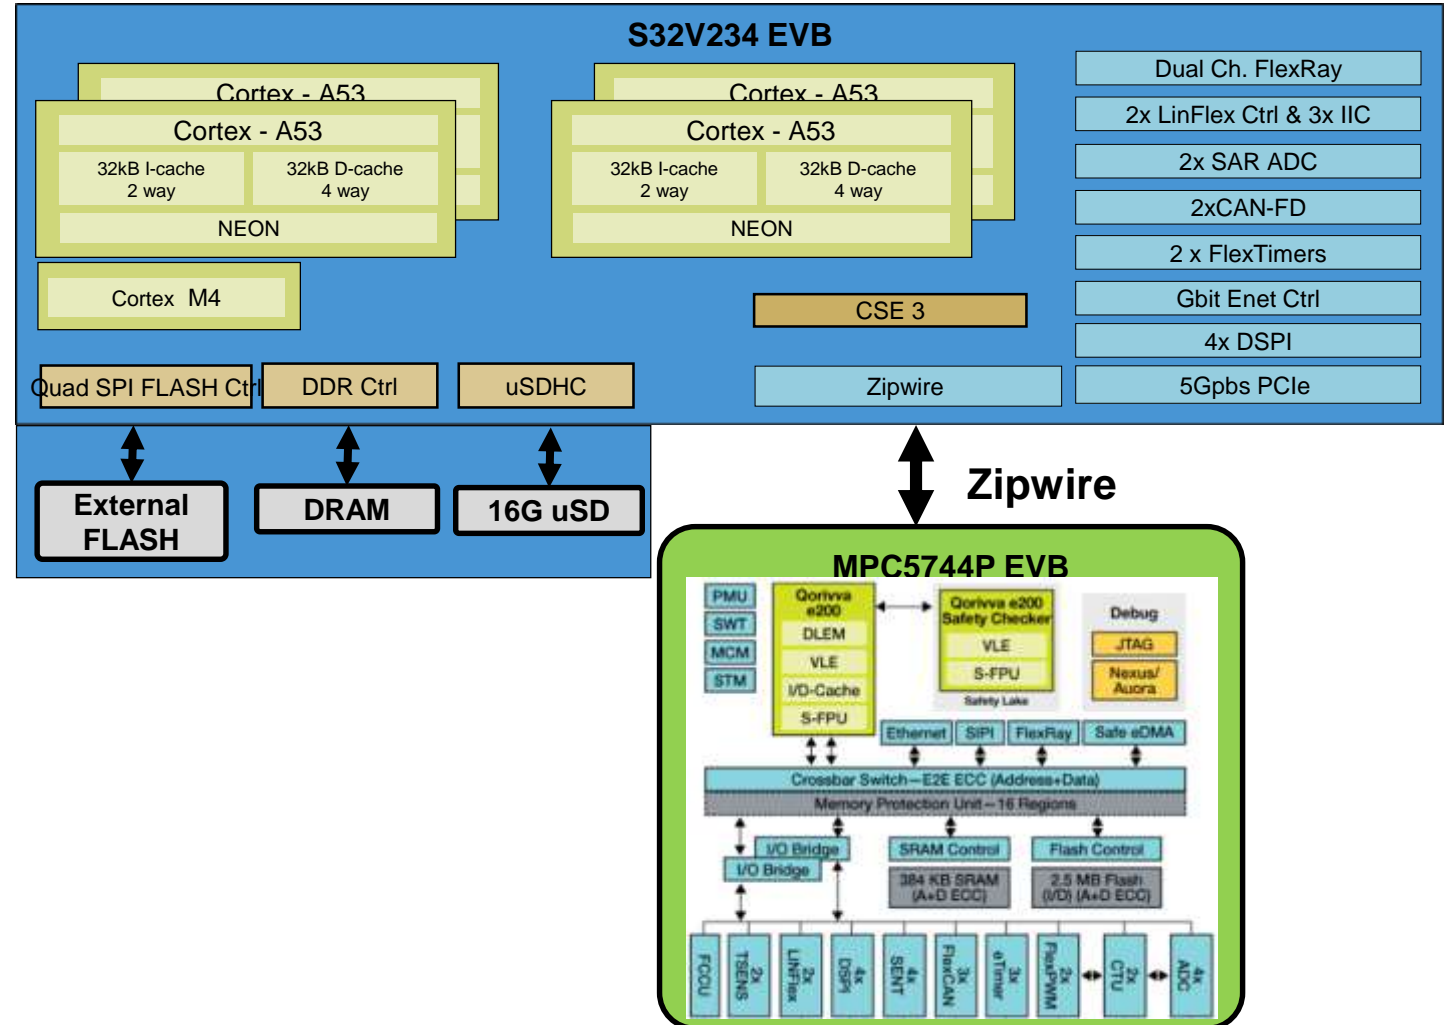 S32V234 EVB
Cortex - A53
Cortex - A53
32kB I-cache
2 way
32kB D-cache
4 way
NEON
Cortex - A53
Cortex - A53
32kB I-cache
2 way
32kB D-cache
4 way
NEON
Cortex M4
CSE 3
Quad SPI FLASH Ctrl
DDR Ctrl
uSDHC
Zipwire
Dual Ch. FlexRay
2x LinFlex Ctrl & 3x IIC
2x SAR ADC
2xCAN-FD
2 x FlexTimers
Gbit Enet Ctrl
4x DSPI
5Gpbs PCIe
External
FLASH
DRAM
16G uSD
Zipwire
MPC5744P EVB
PMU
SWT
MCM
STM
Qorivva
e200
DLEM
VLE
I/D-Cache
S-FPU
Qorivva e200
Safety Checker
VLE
S-FPU
Safety Lake
Debug
JTAG
Nexus/
Auora
Ethernet
SIPI
FlexRay
Safe eDMA
Crossbar Switch—E2E ECC (Address+Data)
Memory Protection Unit—16 Regions
I/O Bridge
I/O Bridge
SRAM Control
384 KB SRAM
(A+D ECC)
Flash Control
2.5 MB Flash
(I/D) (A+D ECC)
FCCU
2x
TSENS
2x
LINFlex
4x
DSPI
4x
SENT
3x
FlexCAN
3x
eTimer
2x
FlexPWM
2x
CTU
4x
ADC